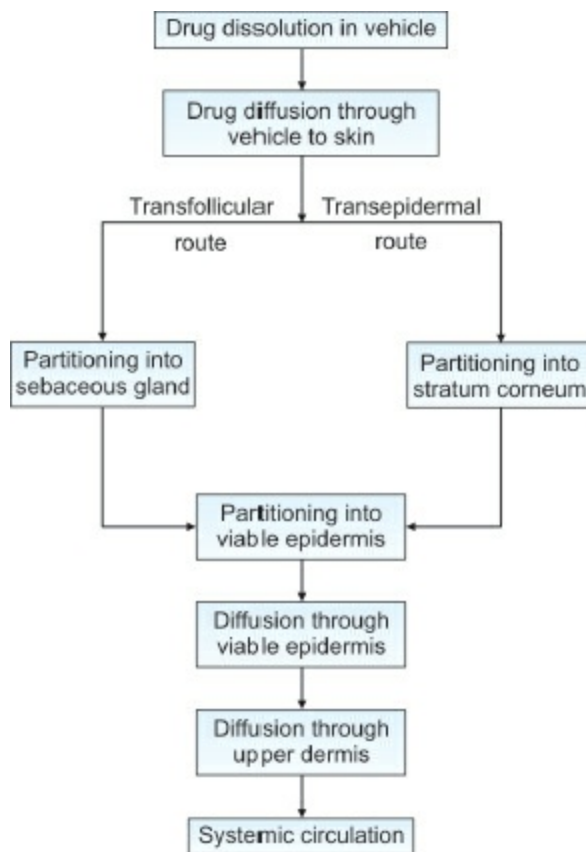 Drug dissolution in vehicle
Drug diffusion through
vehicle to skin
Transfollicular
route
Transepidermal
route
Partitioning into
sebaceous gland
Partitioning into
stratum corneum
Partitioning into
viable epidermis
Diffusion through
viable epidermis
Diffusion through
upper dermis
Systemic circulation